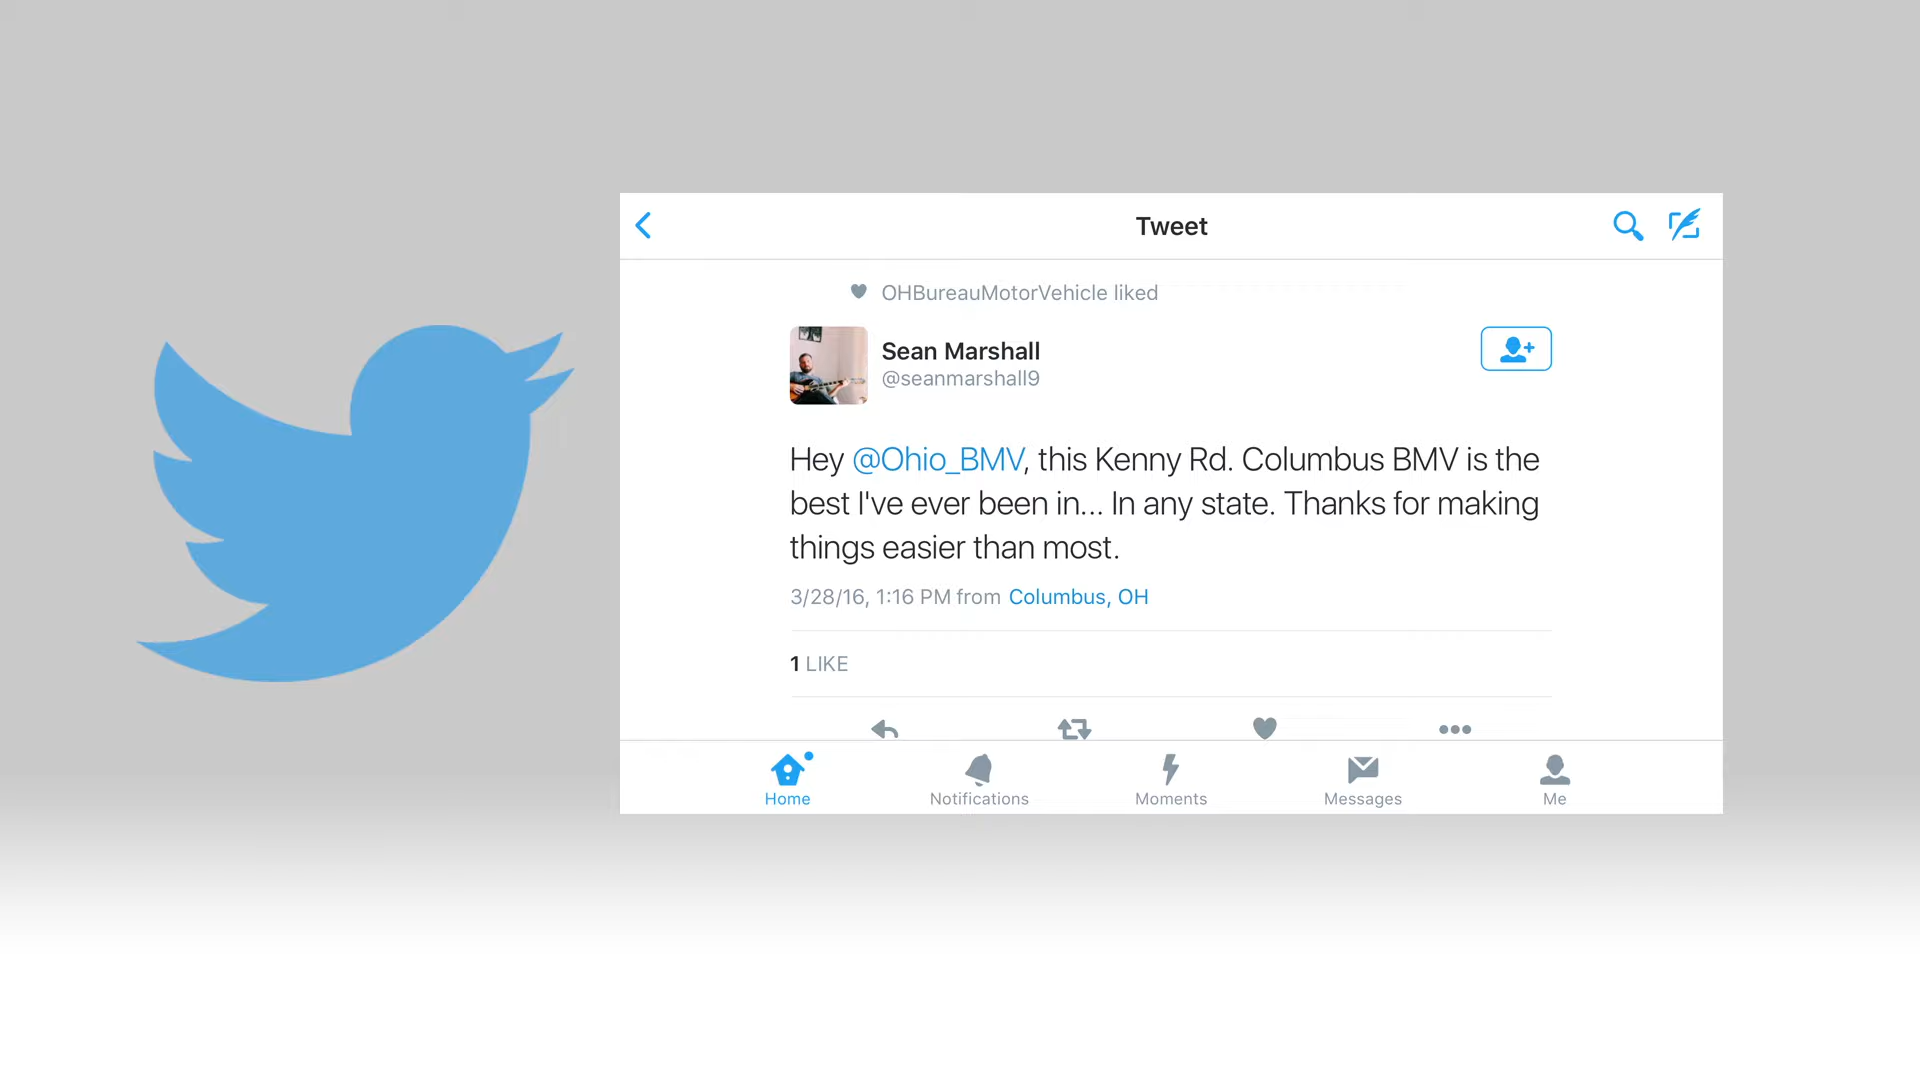 Tweet
OHBureauMotorVehicle liked
Sean Marshall
@seanmarshall9
Hey @Ohio_BMV, this Kenny Rd. Columbus BMV is the
best I've ever been in... In any state. Thanks for making
things easier than most.
3/28/16, 1:16 PM from Columbus, OH
1 LIKE
Home Notifications Moments Messages Me